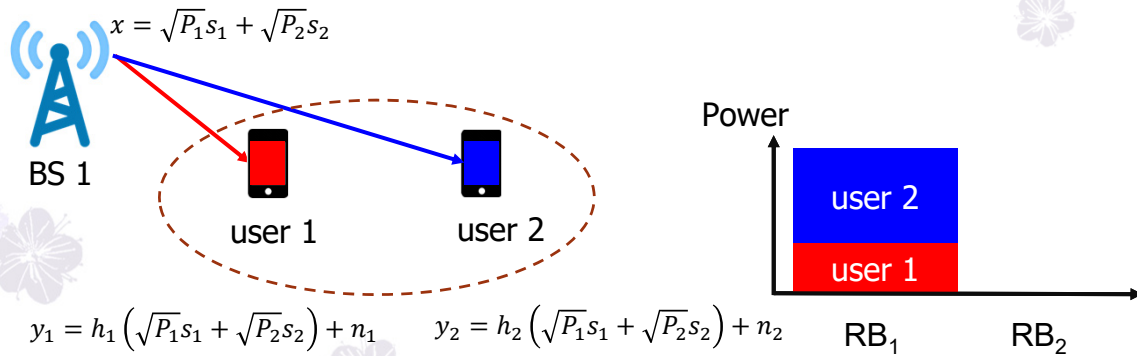 x = √P₁s₁ + √P₂s₂
BS 1
user 1
user 2
y₁ = h₁(√P₁s₁ + √P₂s₂) + n₁
y₂ = h₂(√P₁s₁ + √P₂s₂) + n₂
Power
user 2
user 1
RB₁
RB₂